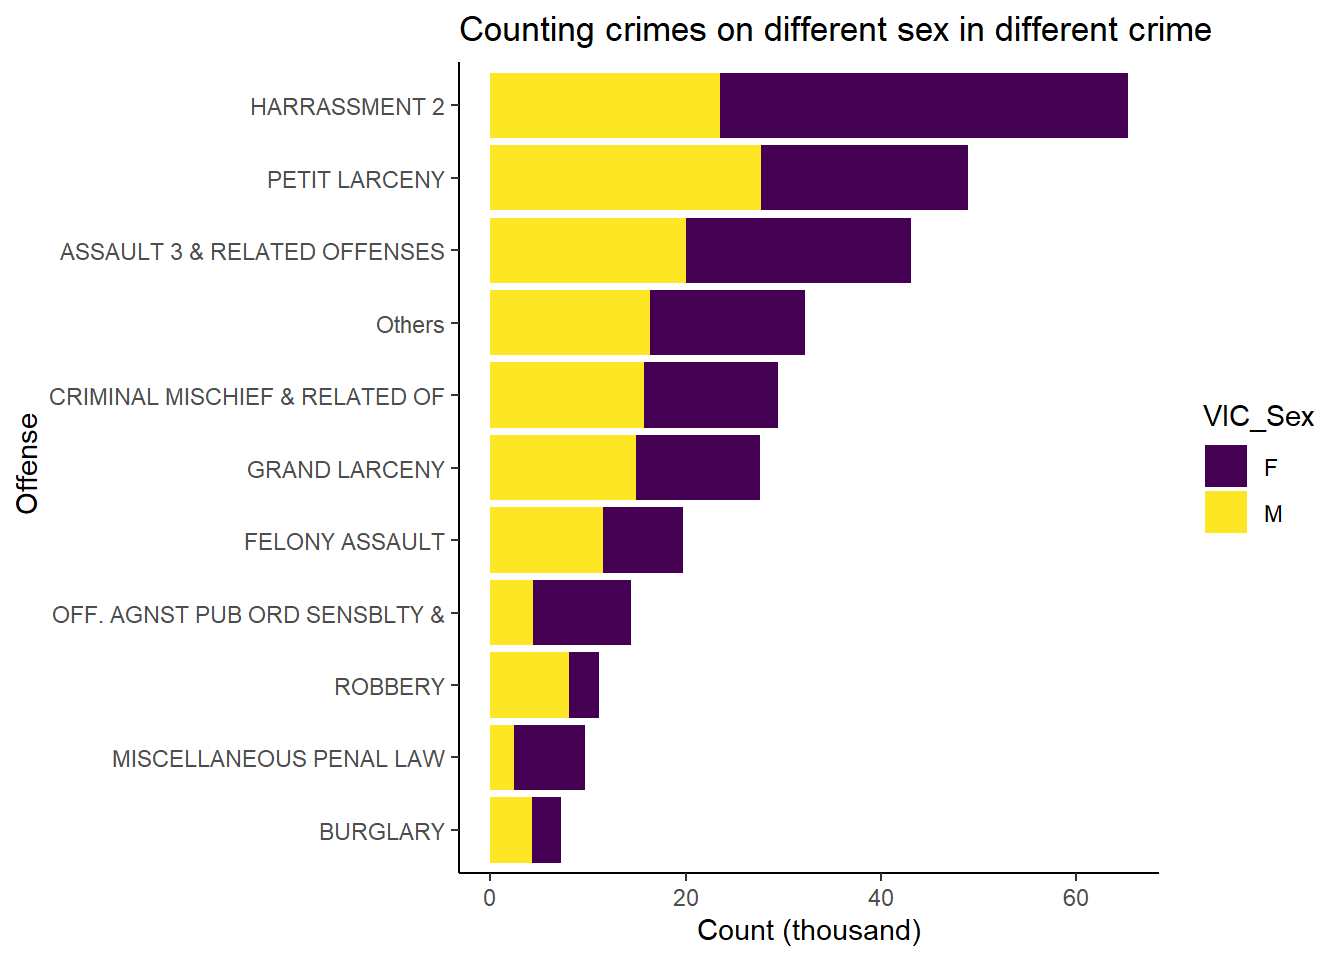 Counting crimes on different sex in different crime
HARRASSMENT 2
PETIT LARCENY
ASSAULT 3 & RELATED OFFENSES
Others
CRIMINAL MISCHIEF & RELATED OF
GRAND LARCENY
FELONY ASSAULT
OFF. AGNST PUB ORD SENSBLTY &
ROBBERY
MISCELLANEOUS PENAL LAW
BURGLARY
Offense
0 20 40 60
Count (thousand)
VIC_Sex
F
M